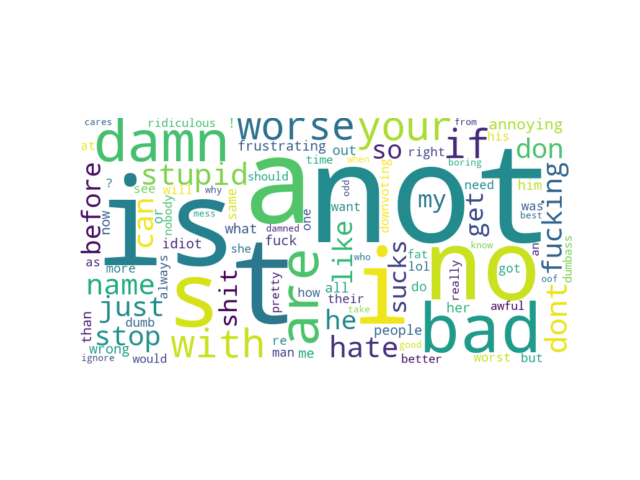 cares
ridiculous
!
worse
your
if
from
his
annoying
at
damn
frustrating
out
so
right
don
before
?
now
stupid
time
when
boring
see
will
why
should
a
not
my
need
him
can
or
nobody
same
is
mess
idiot
what
she
damned
fuck
one
want
odd
downvoting
get
was
best
fucking
as
more
always
shit
s
t
pretty
are
how
like
all
who
sucks
fat
lol
do
i
no
really
know
got
an
oof
dumbass
name
just
dumb
he
their
take
people
her
awful
bad
dont
than
stop
wrong
with
re
man
me
hate
good
better
worst
but
ignore
would